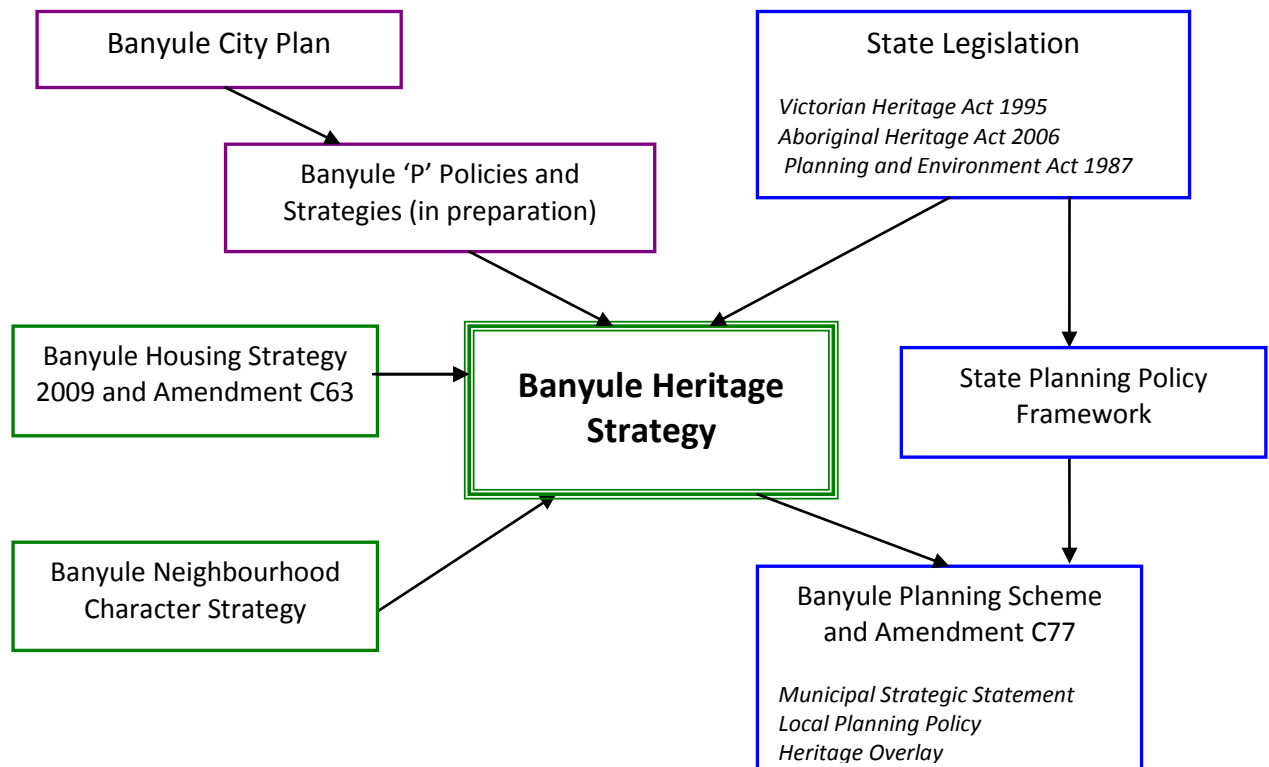 Banyule City Plan
State Legislation
Victorian Heritage Act 1995
Aboriginal Heritage Act 2006
Planning and Environment Act 1987
Banyule ‘P’ Policies and
Strategies (in preparation)
Banyule Housing Strategy
2009 and Amendment C63
Banyule Heritage
Strategy
State Planning Policy
Framework
Banyule Neighbourhood
Character Strategy
Banyule Planning Scheme
and Amendment C77
Municipal Strategic Statement
Local Planning Policy
Heritage Overlay